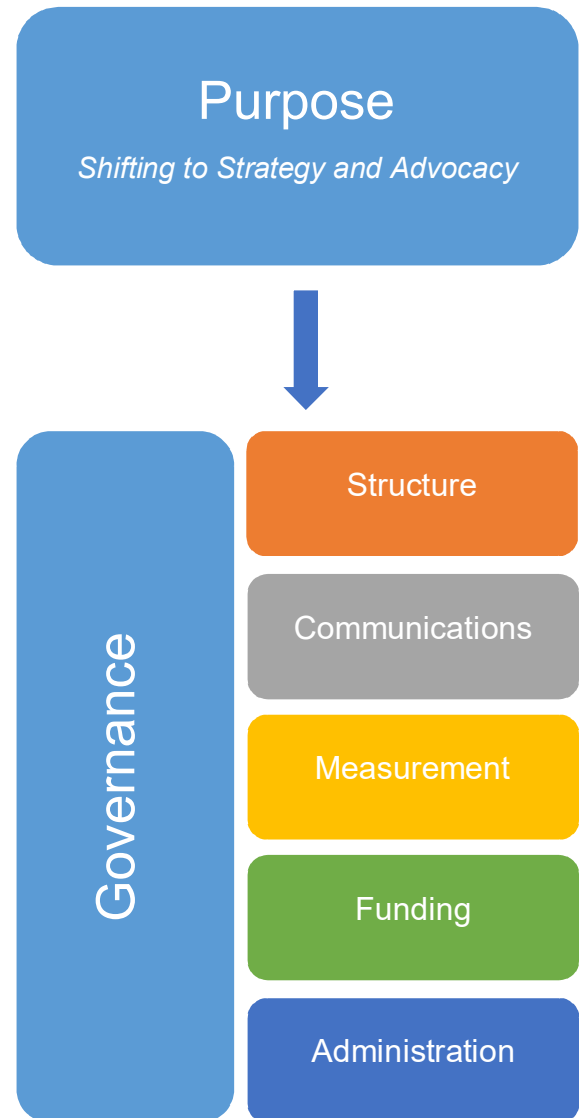 Purpose
Shifting to Strategy and Advocacy
Governance
Structure
Communications
Measurement
Funding
Administration